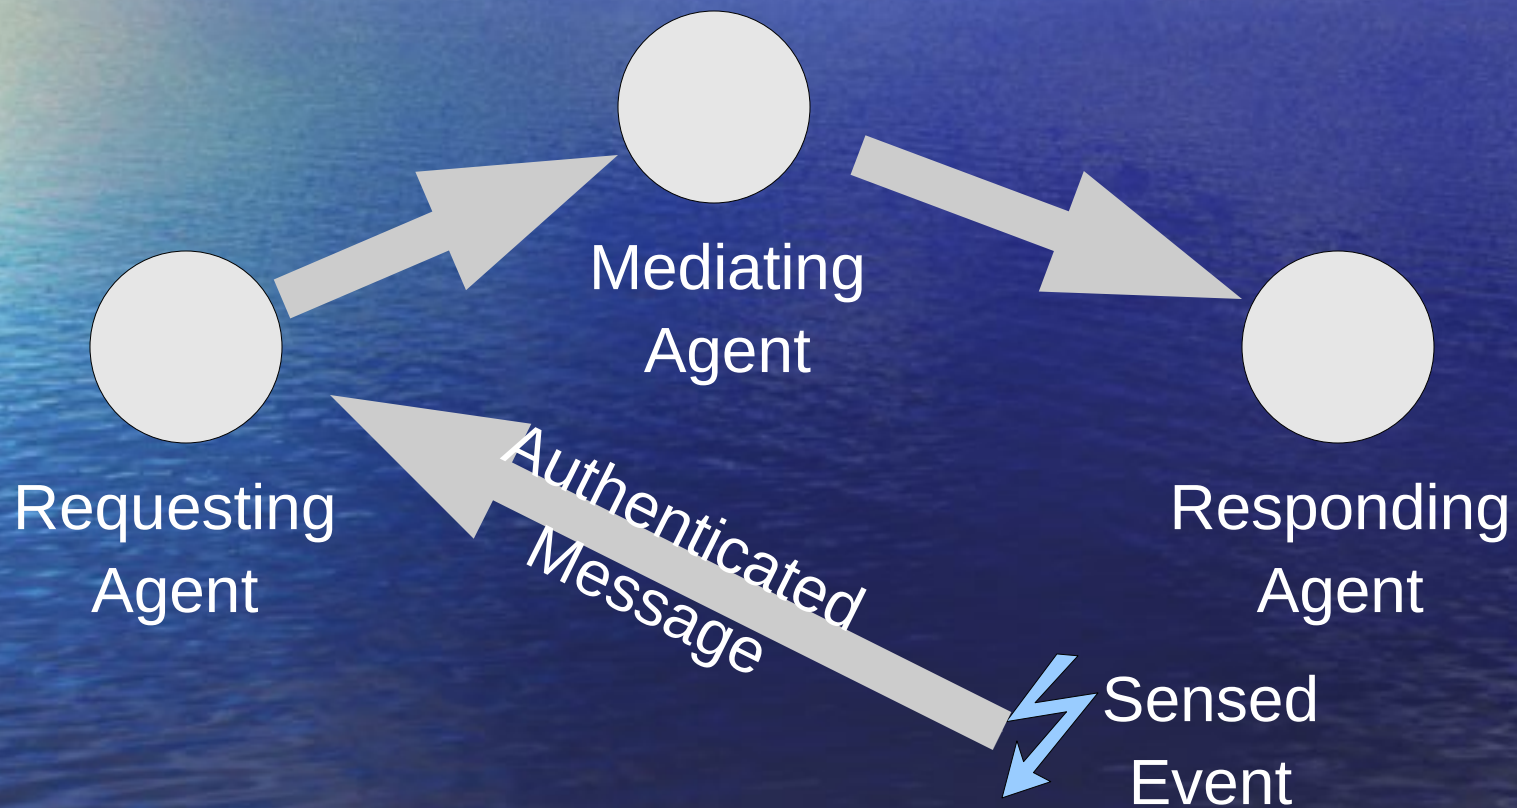 Mediating
Agent
Requesting
Agent
Authenticated
Message
Responding
Agent
Sensed
Event